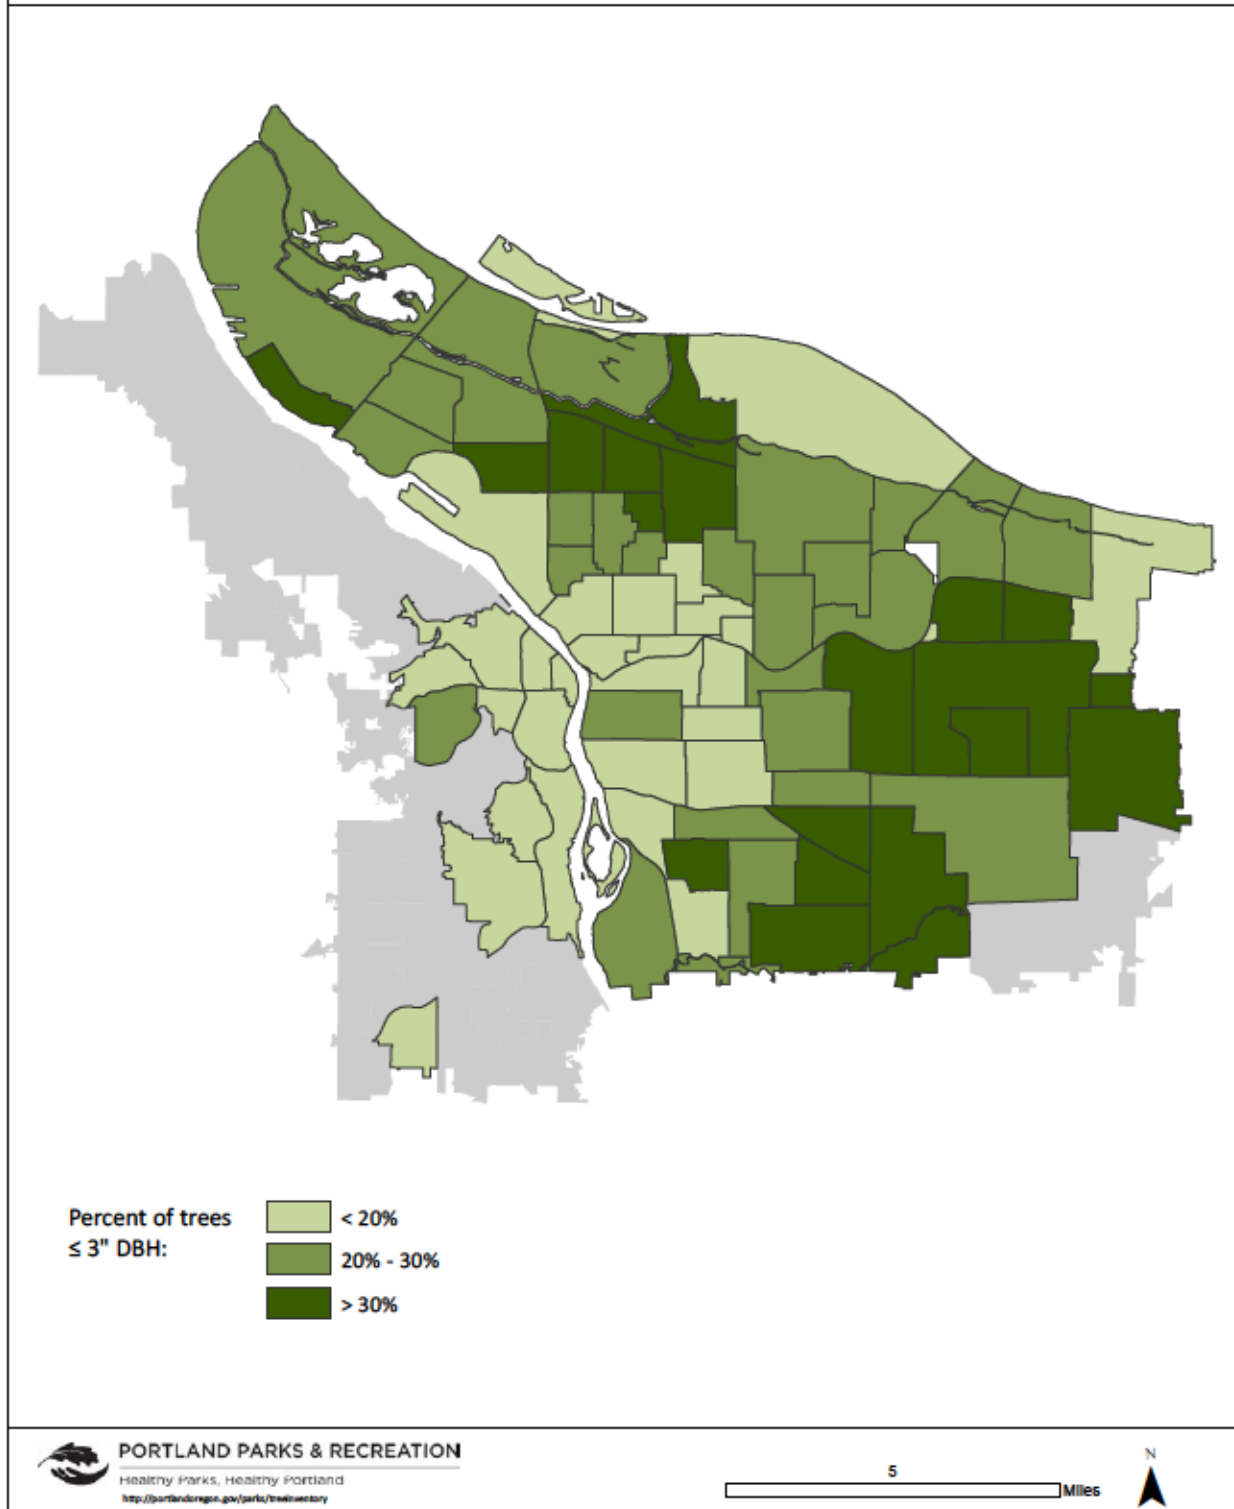 Percent of trees
≤ 3" DBH:
< 20%
20% - 30%
> 30%
PORTLAND PARKS & RECREATION
Healthy Parks, Healthy Portland
http://portlandoregon.gov/parks/treeinventory
5
Miles
N